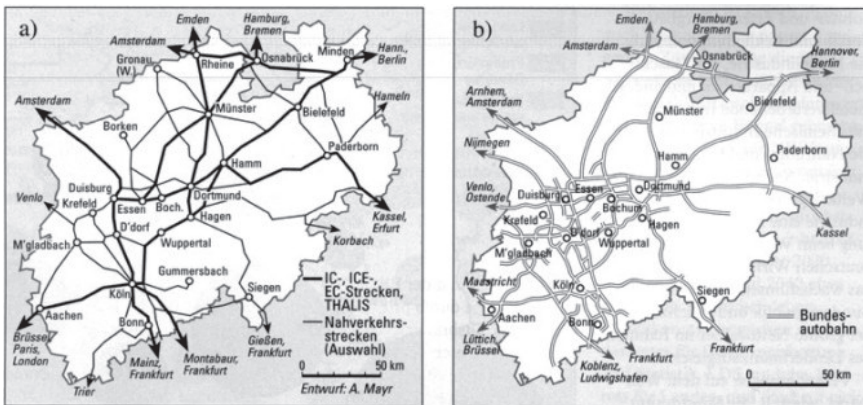 a)
Emden
Hamburg,
Bremen
Amsterdam
Rheine
Osnabrück
Minden
Hann.,
Berlin
Gronau
(W.)
Amsterdam
Münster
Bielefeld
Hameln
Borken
Hamm
Paderborn
Duisburg
Dortmund
Venlo
Krefeld
Essen
Boch.
Hagen
Kassel,
Erfurt
D'dorf
M'gladbach
Wuppertal
Korbach
Gummersbach
Köln
Siegen
IC-, ICE-,
EC-Strecken,
THALIS
Aachen
Bonn
Nahverkehrs-
strecken
(Auswahl)
Brüssel,
Paris,
London
Mainz,
Frankfurt
Montabaur,
Frankfurt
Gießen,
Frankfurt
Trier
Entwurf: A. Mayr
0 50 km
b)
Emden
Hamburg,
Bremen
Amsterdam
Osnabrück
Hannover,
Berlin
Arnhem,
Amsterdam
Münster
Bielefeld
Nijmegen
Hamm
Paderborn
Venlo,
Ostende
Duisburg
Essen
Dortmund
Bochum
Krefeld
Hagen
Kassel
D'dorf
M'gladbach
Wuppertal
Maastricht
Köln
Siegen
Aachen
Bonn
Bundes-
autobahn
Lüttich,
Brüssel
Koblenz,
Ludwigshafen
Frankfurt
Frankfurt
0 50 km